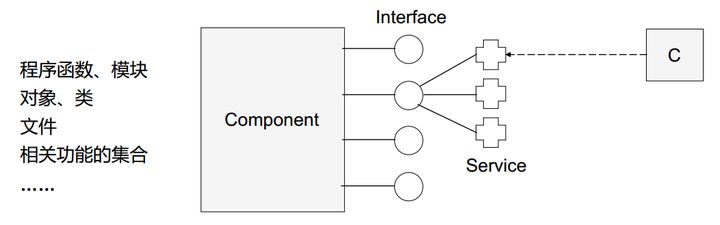 Interface
程序函数、模块
对象、类
文件
相关功能的集合
……
Component
C
Service